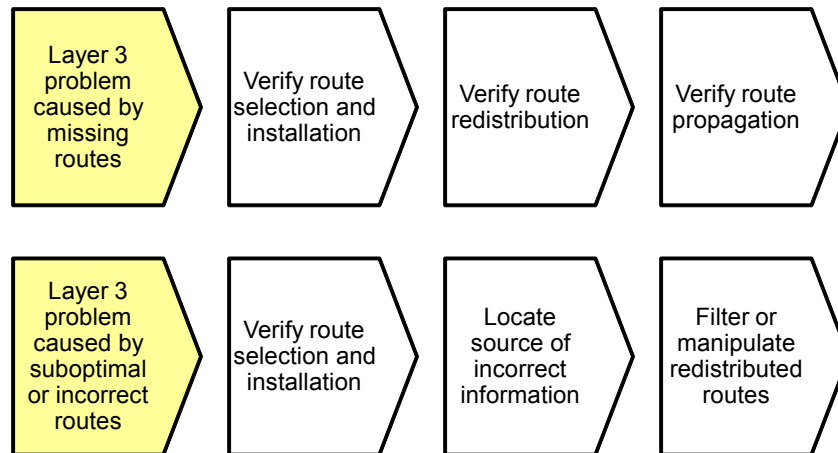 Layer 3
problem
caused by
missing
routes
Verify route
selection and
installation
Verify route
redistribution
Verify route
propagation
Layer 3
problem
caused by
suboptimal
or incorrect
routes
Verify route
selection and
installation
Locate
source of
incorrect
information
Filter or
manipulate
redistributed
routes